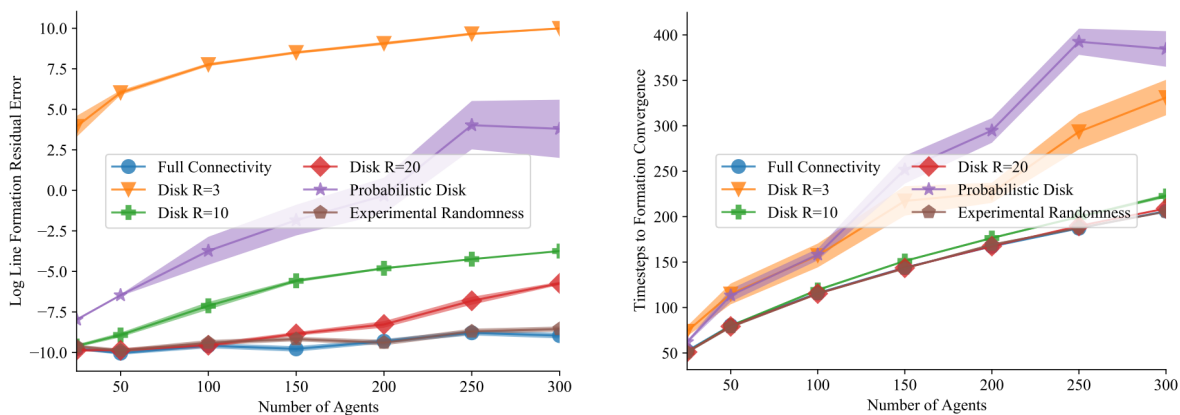 Log Line Formation Residual Error
10.0
7.5
5.0
2.5
0.0
−2.5
−5.0
−7.5
−10.0
Full Connectivity
Disk R=3
Disk R=10
Disk R=20
Probabilistic Disk
Experimental Randomness
50
100
150
200
250
300
Number of Agents
Timesteps to Formation Convergence
400
350
300
250
200
150
100
50
Full Connectivity
Disk R=3
Disk R=10
Disk R=20
Probabilistic Disk
Experimental Randomness
50
100
150
200
250
300
Number of Agents